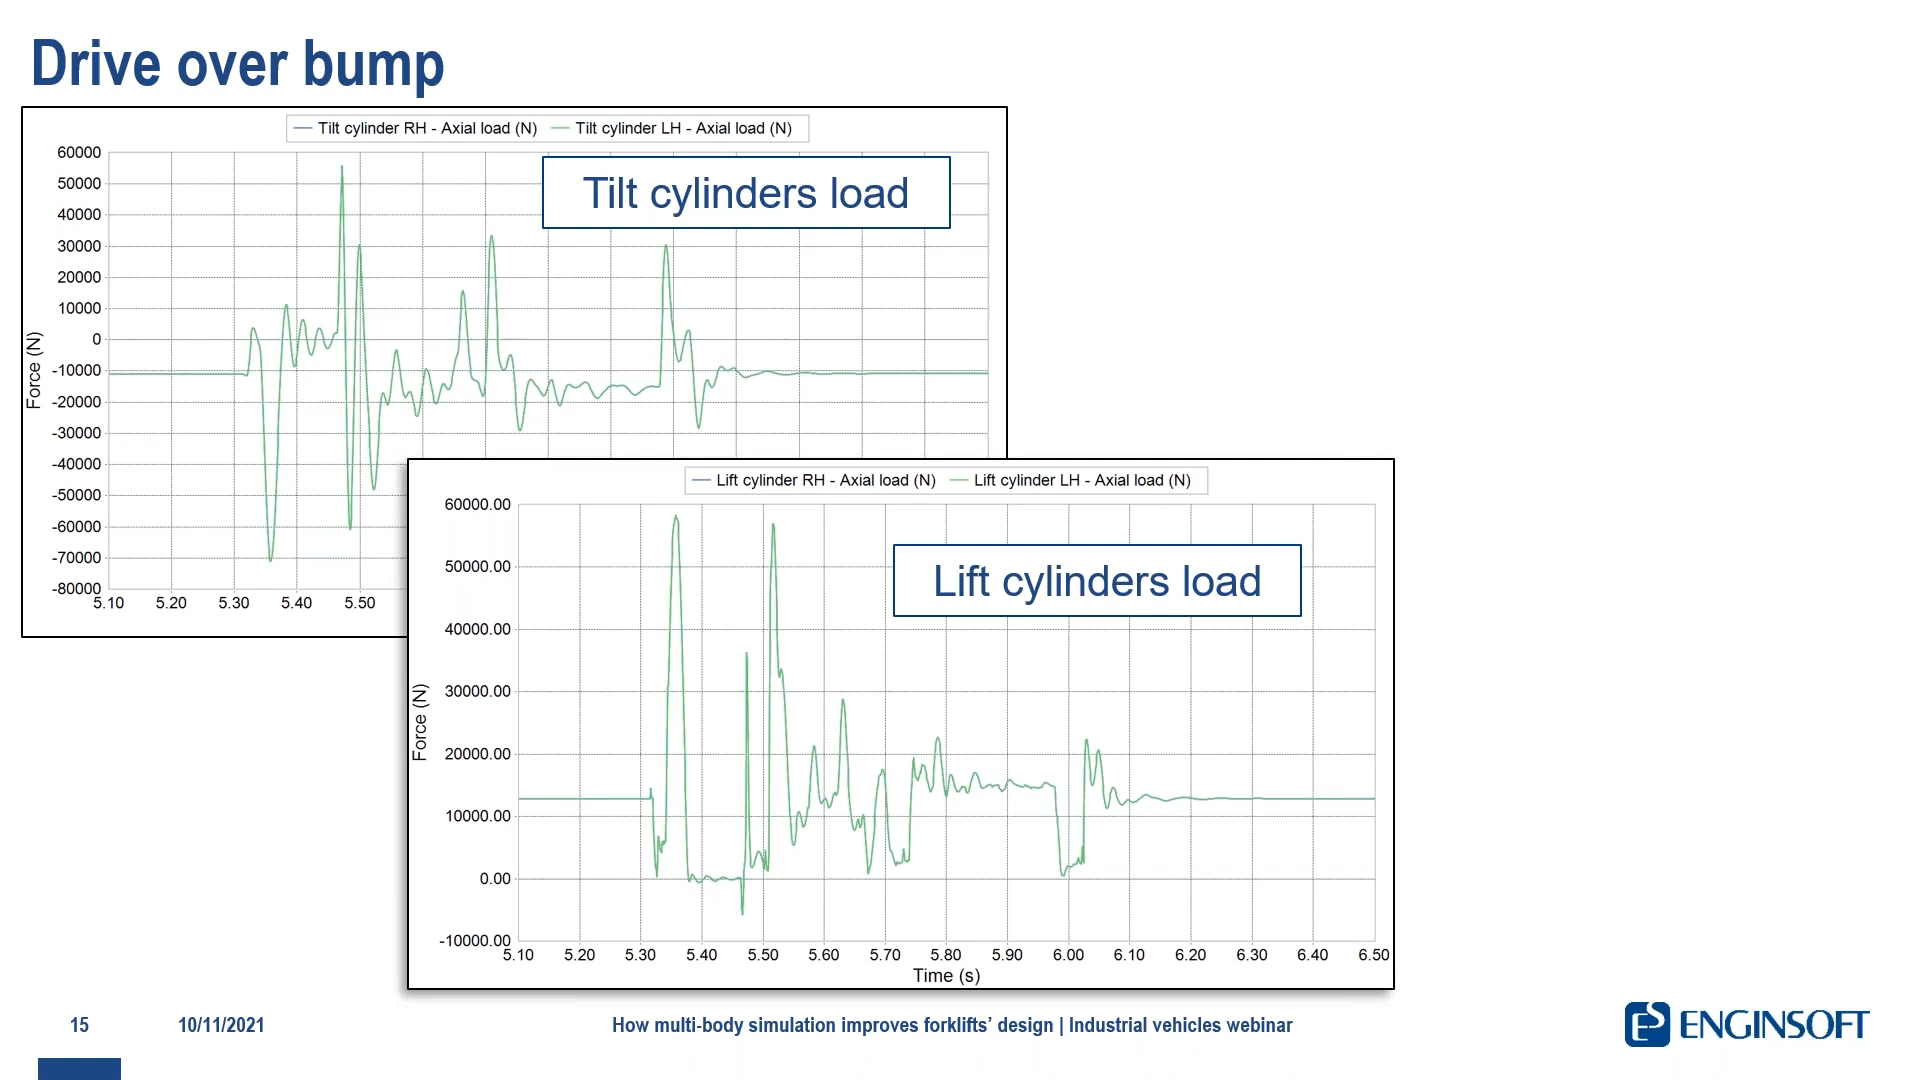 Drive over bump
Tilt cylinder RH - Axial load (N) Tilt cylinder LH - Axial load (N)
Tilt cylinders load
60000
50000
40000
30000
20000
10000
0
-10000
-20000
-30000
-40000
-50000
-60000
-70000
-80000
Force (N)
5.10 5.20 5.30 5.40 5.50
Lift cylinder RH - Axial load (N) Lift cylinder LH - Axial load (N)
Lift cylinders load
60000.00
50000.00
40000.00
30000.00
20000.00
10000.00
0.00
-10000.00
Force (N)
5.10 5.20 5.30 5.40 5.50 5.60 5.70 5.80 5.90 6.00 6.10 6.20 6.30 6.40 6.50
Time (s)
15 10/11/2021 How multi-body simulation improves forklifts’ design | Industrial vehicles webinar
ENGINSOFT